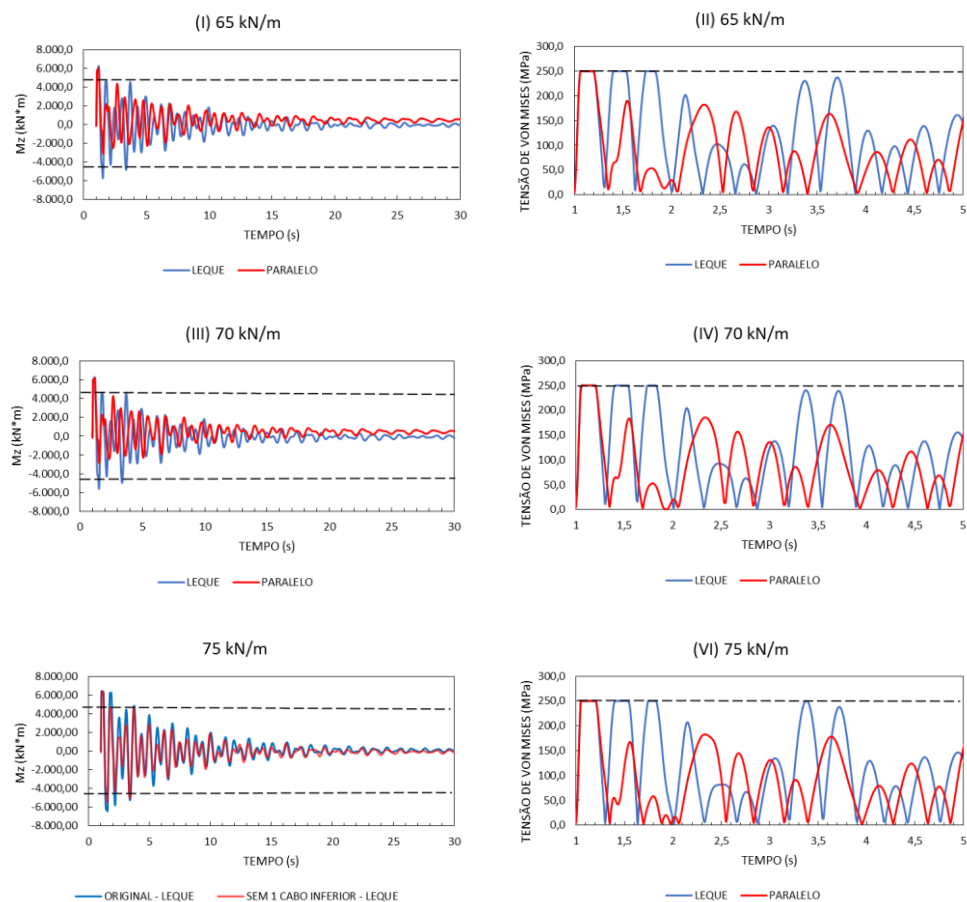 (I) 65 kN/m
8.000,0
6.000,0
4.000,0
2.000,0
0,0
-2.000,0
-4.000,0
-6.000,0
-8.000,0
Mz (kN*m)
0 5 10 15 20 25 30
TEMPO (s)
LEQUE PARALELO
(II) 65 kN/m
300,0
250,0
200,0
150,0
100,0
50,0
0,0
TENSÃO DE VON MISES (MPa)
1 1,5 2 2,5 3 3,5 4 4,5 5
TEMPO (s)
LEQUE PARALELO
(III) 70 kN/m
8.000,0
6.000,0
4.000,0
2.000,0
0,0
-2.000,0
-4.000,0
-6.000,0
-8.000,0
Mz (kN*m)
0 5 10 15 20 25 30
TEMPO (s)
LEQUE PARALELO
(IV) 70 kN/m
300,0
250,0
200,0
150,0
100,0
50,0
0,0
TENSÃO DE VON MISES (MPa)
1 1,5 2 2,5 3 3,5 4 4,5 5
TEMPO (s)
LEQUE PARALELO
75 kN/m
8.000,00
6.000,00
4.000,00
2.000,00
0,00
-2.000,00
-4.000,00
-6.000,00
-8.000,00
Mz (kN*m)
0 5 10 15 20 25 30
TEMPO (s)
ORIGINAL - LEQUE SEM 1 CABO INFERIOR - LEQUE
(VI) 75 kN/m
300,0
250,0
200,0
150,0
100,0
50,0
0,0
TENSÃO DE VON MISES (MPa)
1 1,5 2 2,5 3 3,5 4 4,5 5
TEMPO (s)
LEQUE PARALELO